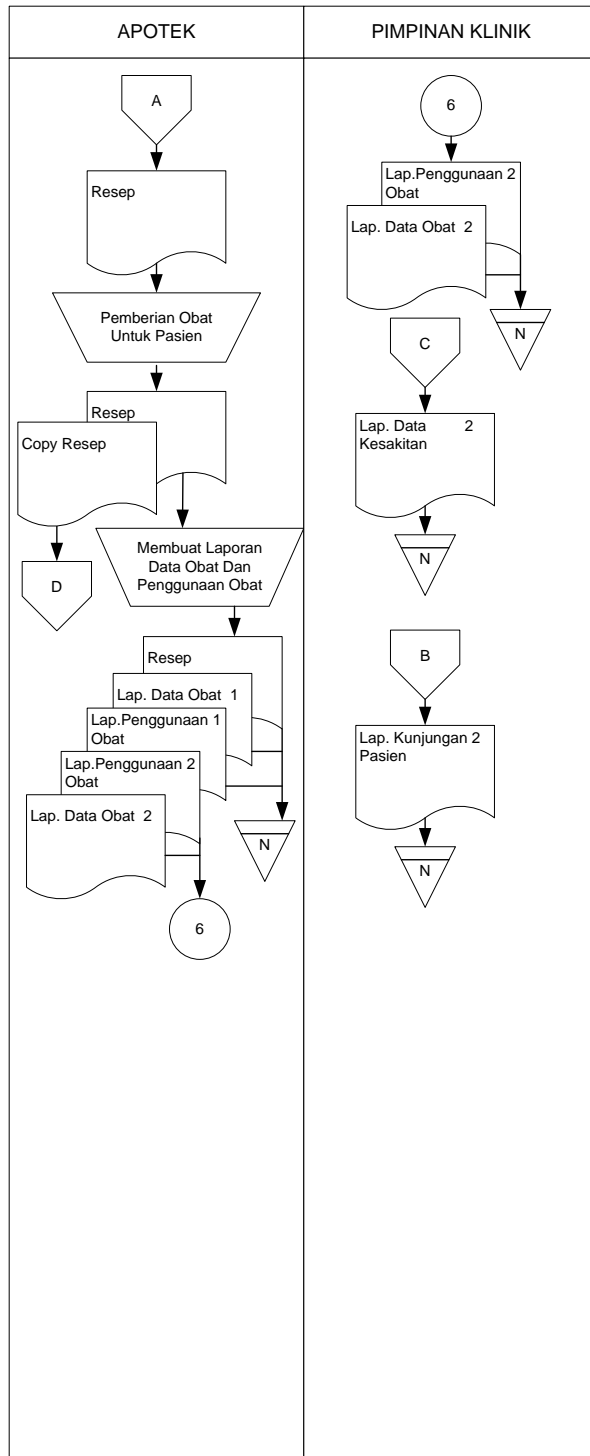 APOTEK
PIMPINAN KLINIK
A
Resep
Pemberian Obat
Untuk Pasien
Resep
Copy Resep
D
Membuat Laporan
Data Obat Dan
Penggunaan Obat
Resep
Lap. Data Obat 1
Lap.Penggunaan 1
Obat
Lap.Penggunaan 2
Obat
Lap. Data Obat 2
N
6
6
Lap.Penggunaan 2
Obat
Lap. Data Obat 2
N
C
Lap. Data 2
Kesakitan
N
B
Lap. Kunjungan 2
Pasien
N